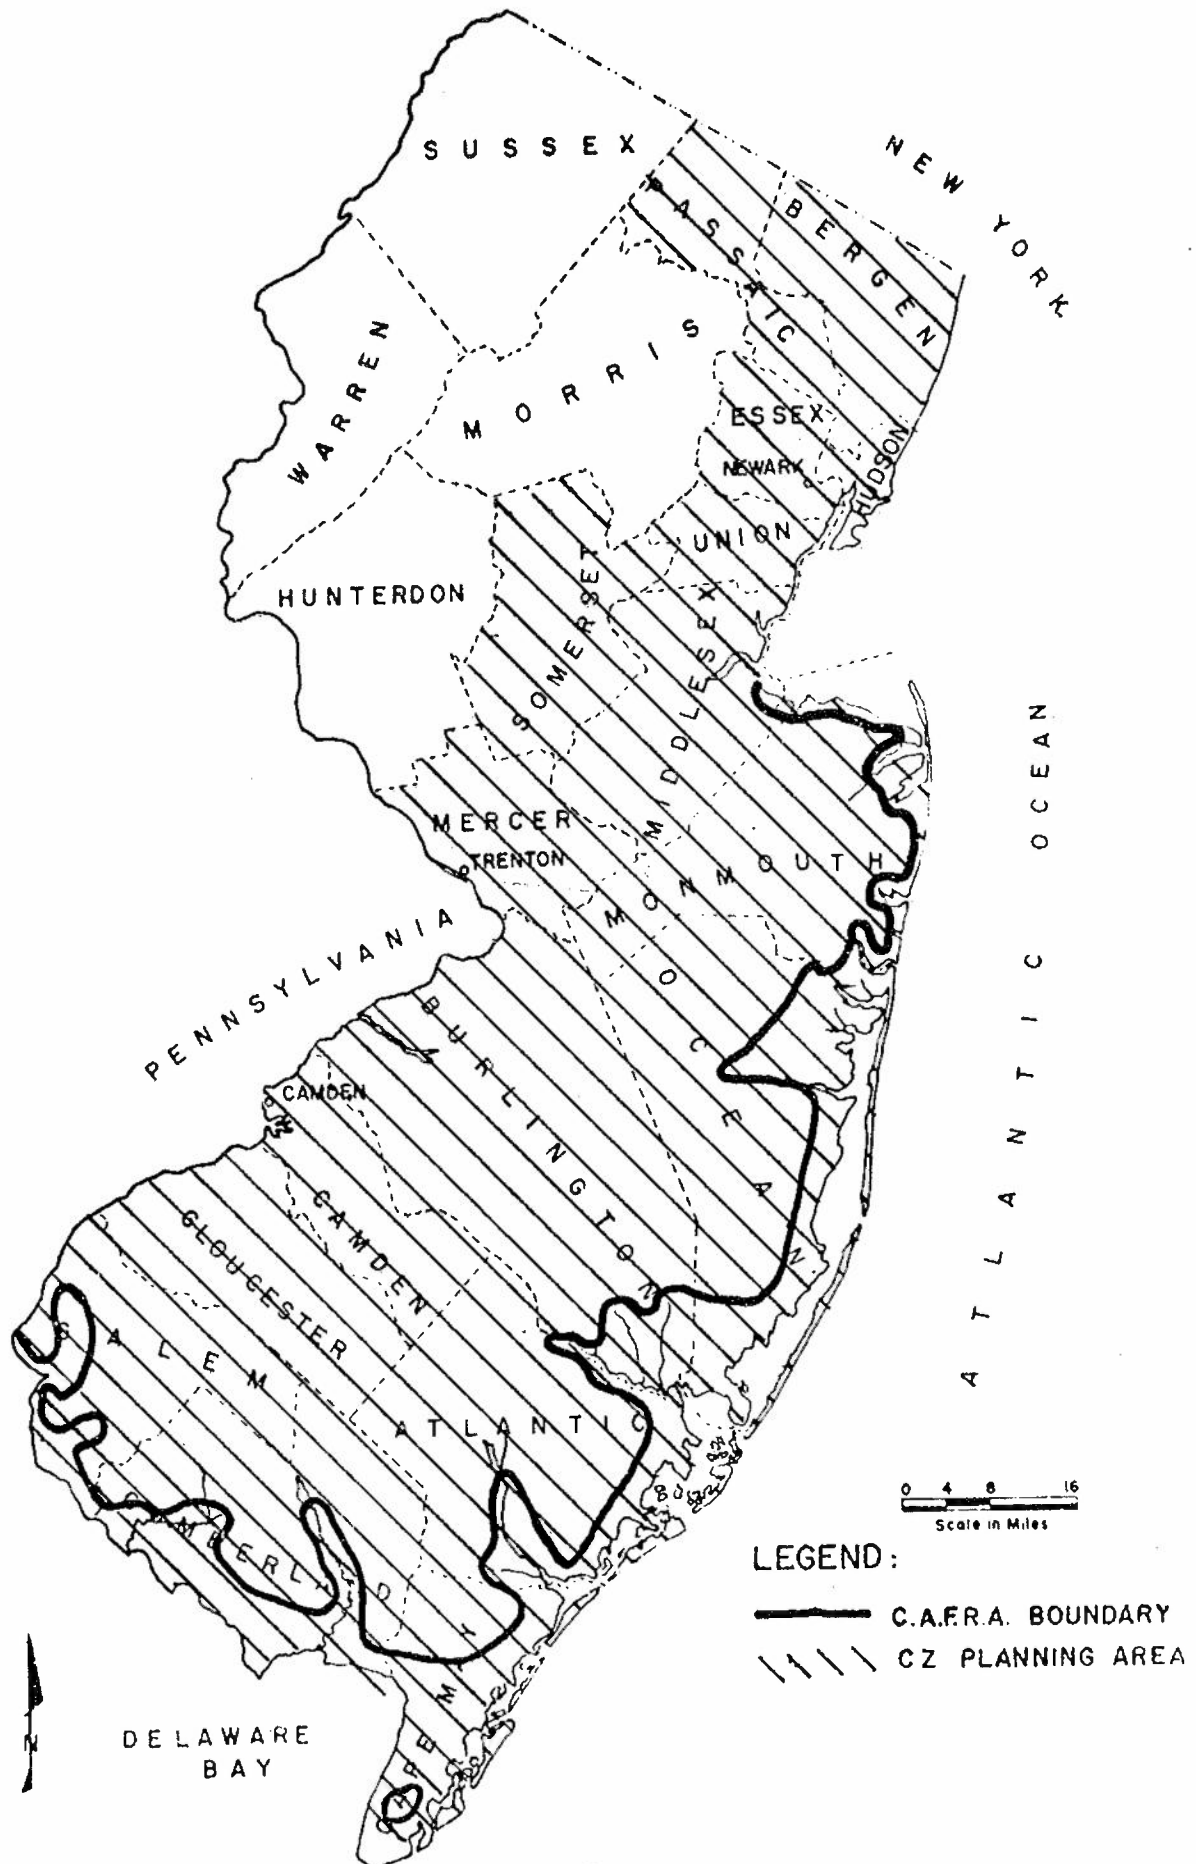 SUSSEX
NEW YORK
PASSAIC
BERGEN
WARREN
MORRIS
ESSEX
NEWARK
HUDSON
UNION
HUNTERDON
SOMERSET
MIDDLESEX
MERCER
TRENTON
MONMOUTH
ATLANTIC OCEAN
PENNSYLVANIA
OCEAN
BURLINGTON
CAMDEN
CAMDEN
GLOUCESTER
SALEM
ATLANTIC
0 4 8 16
Scale in Miles
LEGEND:
C.A.F.R.A. BOUNDARY
CZ PLANNING AREA
N
DELAWARE
BAY